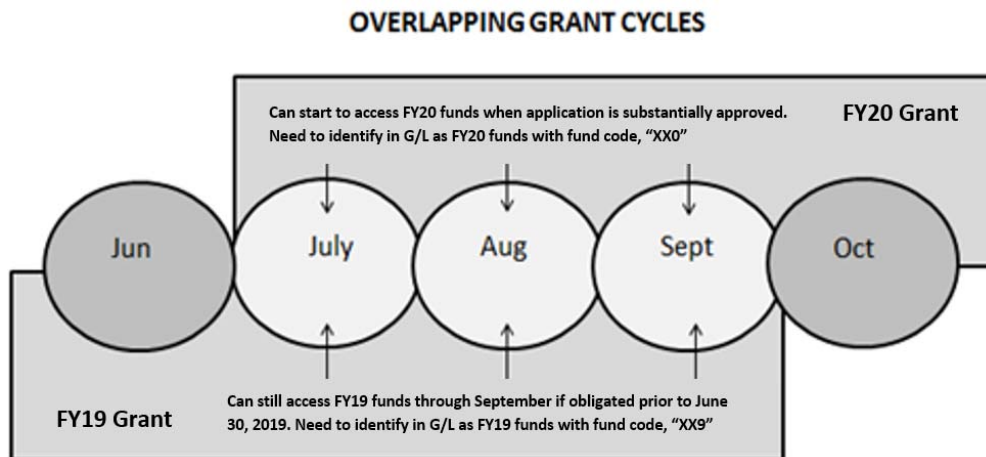 OVERLAPPING GRANT CYCLES
Can start to access FY20 funds when application is substantially approved.
Need to identify in G/L as FY20 funds with fund code, “XX0”
FY20 Grant
Jun
July
Aug
Sept
Oct
Can still access FY19 funds through September if obligated prior to June
30, 2019. Need to identify in G/L as FY19 funds with fund code, “XX9”
FY19 Grant